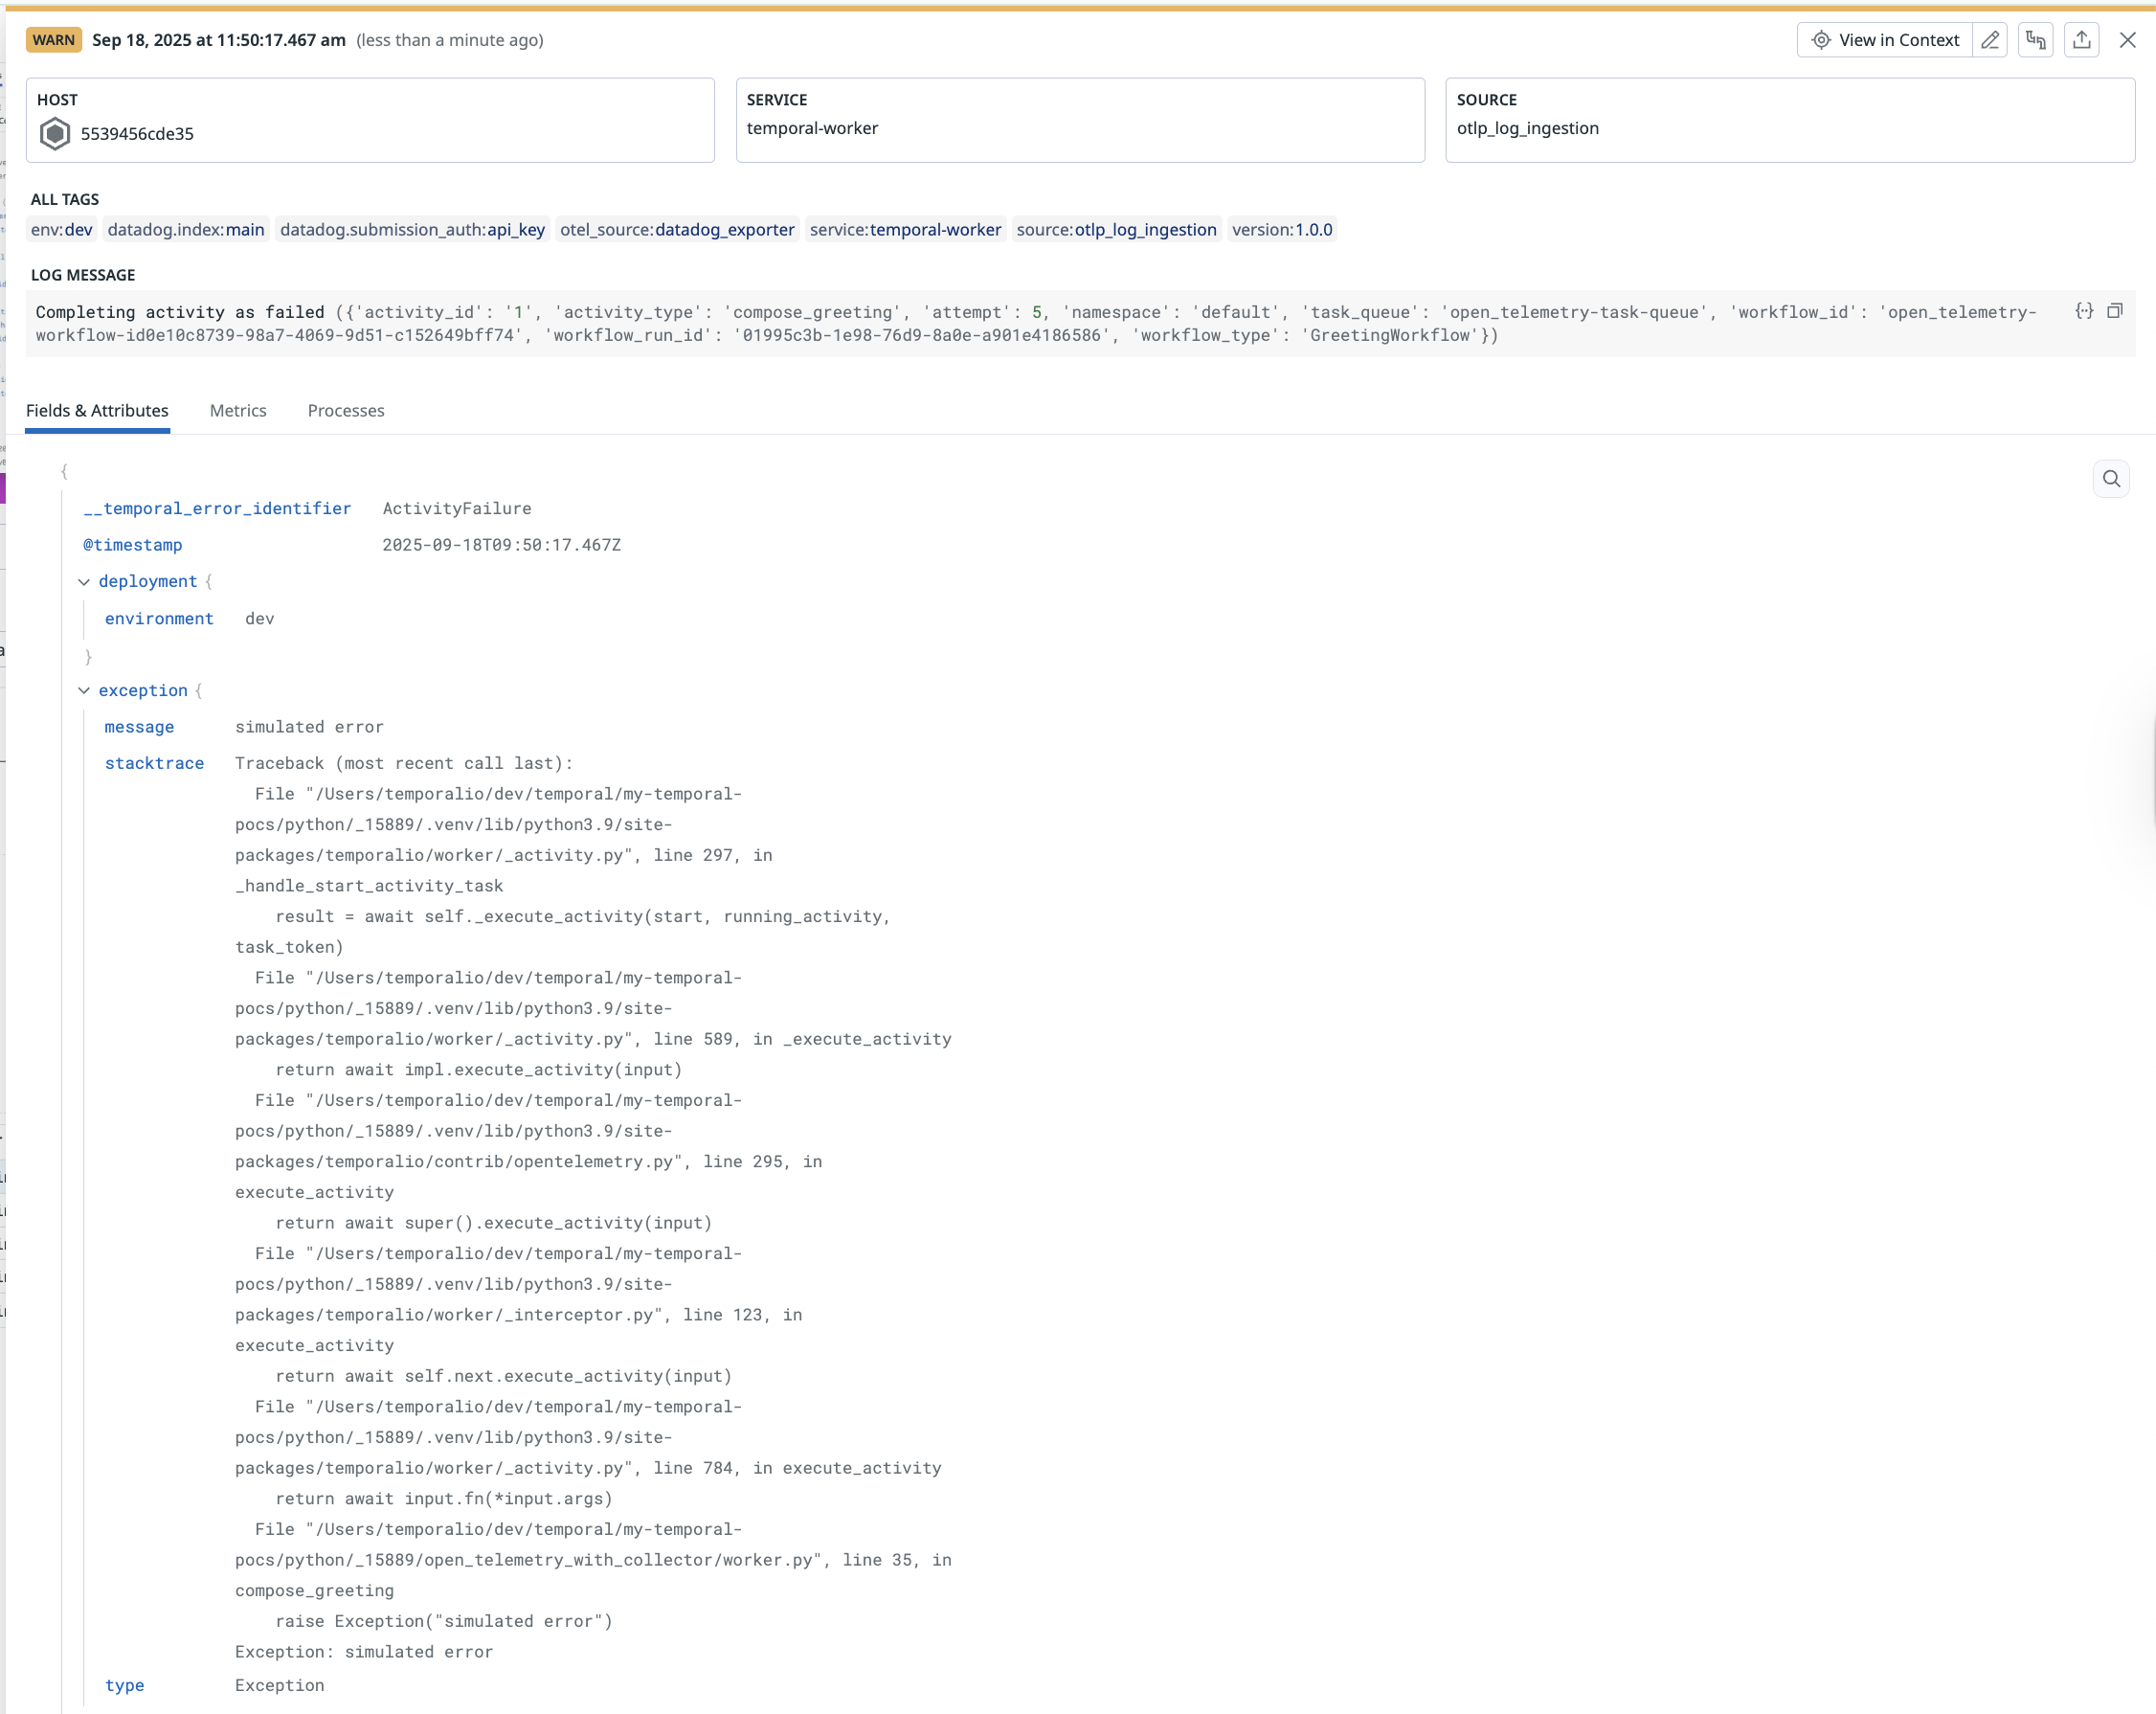 WARN Sep 18, 2025 at 11:50:17.467 am (less than a minute ago) View in Context
HOST
5539456cde35
SERVICE
temporal-worker
SOURCE
otlp_log_ingestion
ALL TAGS
env:dev datadog.index:main datadog.submission_auth:api_key otel_source:datadog_exporter service:temporal-worker source:otlp_log_ingestion version:1.0.0
LOG MESSAGE
Completing activity as failed ({'activity_id': '1', 'activity_type': 'compose_greeting', 'attempt': 5, 'namespace': 'default', 'task_queue': 'open_telemetry-task-queue', 'workflow_id': 'open_telemetry-
workflow-id0e10c8739-98a7-4069-9d51-c152649bff74', 'workflow_run_id': '01995c3b-1e98-76d9-8a0e-a901e4186586', 'workflow_type': 'GreetingWorkflow'})
Fields & Attributes Metrics Processes
{
__temporal_error_identifier ActivityFailure
@timestamp 2025-09-18T09:50:17.467Z
deployment {
environment dev
}
exception {
message simulated error
stacktrace Traceback (most recent call last):
File "/Users/temporalio/dev/temporal/my-temporal-
pocs/python/_15889/.venv/lib/python3.9/site-
packages/temporalio/worker/_activity.py", line 297, in
_handle_start_activity_task
result = await self._execute_activity(start, running_activity,
task_token)
File "/Users/temporalio/dev/temporal/my-temporal-
pocs/python/_15889/.venv/lib/python3.9/site-
packages/temporalio/worker/_activity.py", line 589, in _execute_activity
return await impl.execute_activity(input)
File "/Users/temporalio/dev/temporal/my-temporal-
pocs/python/_15889/.venv/lib/python3.9/site-
packages/temporalio/contrib/opentelemetry.py", line 295, in
execute_activity
return await super().execute_activity(input)
File "/Users/temporalio/dev/temporal/my-temporal-
pocs/python/_15889/.venv/lib/python3.9/site-
packages/temporalio/worker/_interceptor.py", line 123, in
execute_activity
return await self.next.execute_activity(input)
File "/Users/temporalio/dev/temporal/my-temporal-
pocs/python/_15889/.venv/lib/python3.9/site-
packages/temporalio/worker/_activity.py", line 784, in execute_activity
return await input.fn(*input.args)
File "/Users/temporalio/dev/temporal/my-temporal-
pocs/python/_15889/open_telemetry_with_collector/worker.py", line 35, in
compose_greeting
raise Exception("simulated error")
Exception: simulated error
type Exception